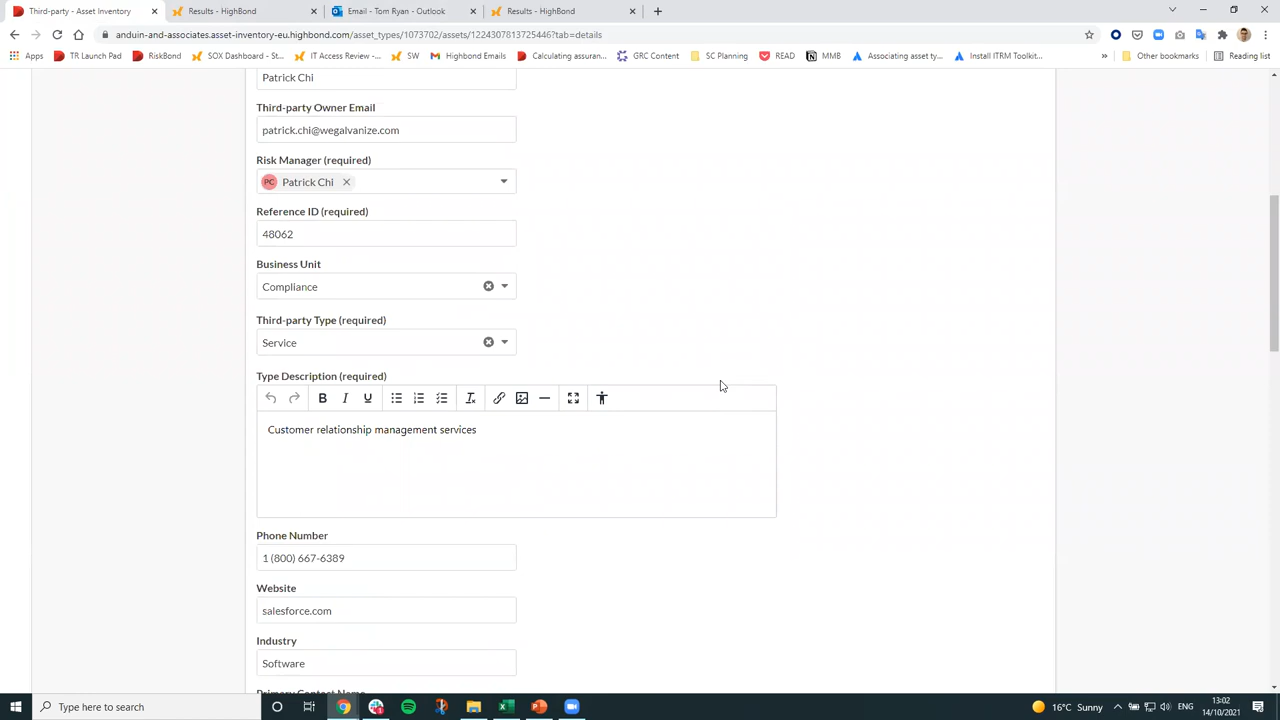 Third-party - Asset Inventory
Results - HighBond
Email - Tom Ryan - Outlook
Results - HighBond
anduin-and-associates.asset-inventory-eu.highbond.com/asset_types/1073702/assets/12243078137254467?tab=details
Apps
TR Launch Pad
RiskBond
SOX Dashboard - St...
IT Access Review -...
SW
Highbond Emails
Calculating assuran...
GRC Content
SC Planning
READ
MMB
Associating asset ty...
Install ITRM Toolkit...
»
Other bookmarks
Reading list
Patrick Chi
Third-party Owner Email
patrick.chi@wegalvanize.com
Risk Manager (required)
PC Patrick Chi
Reference ID (required)
48062
Business Unit
Compliance
Third-party Type (required)
Service
Type Description (required)
B I U
Customer relationship management services
Phone Number
1 (800) 667-6389
Website
salesforce.com
Industry
Software
Primary Contact Name
Type here to search
16°C Sunny
13:02
14/10/2021